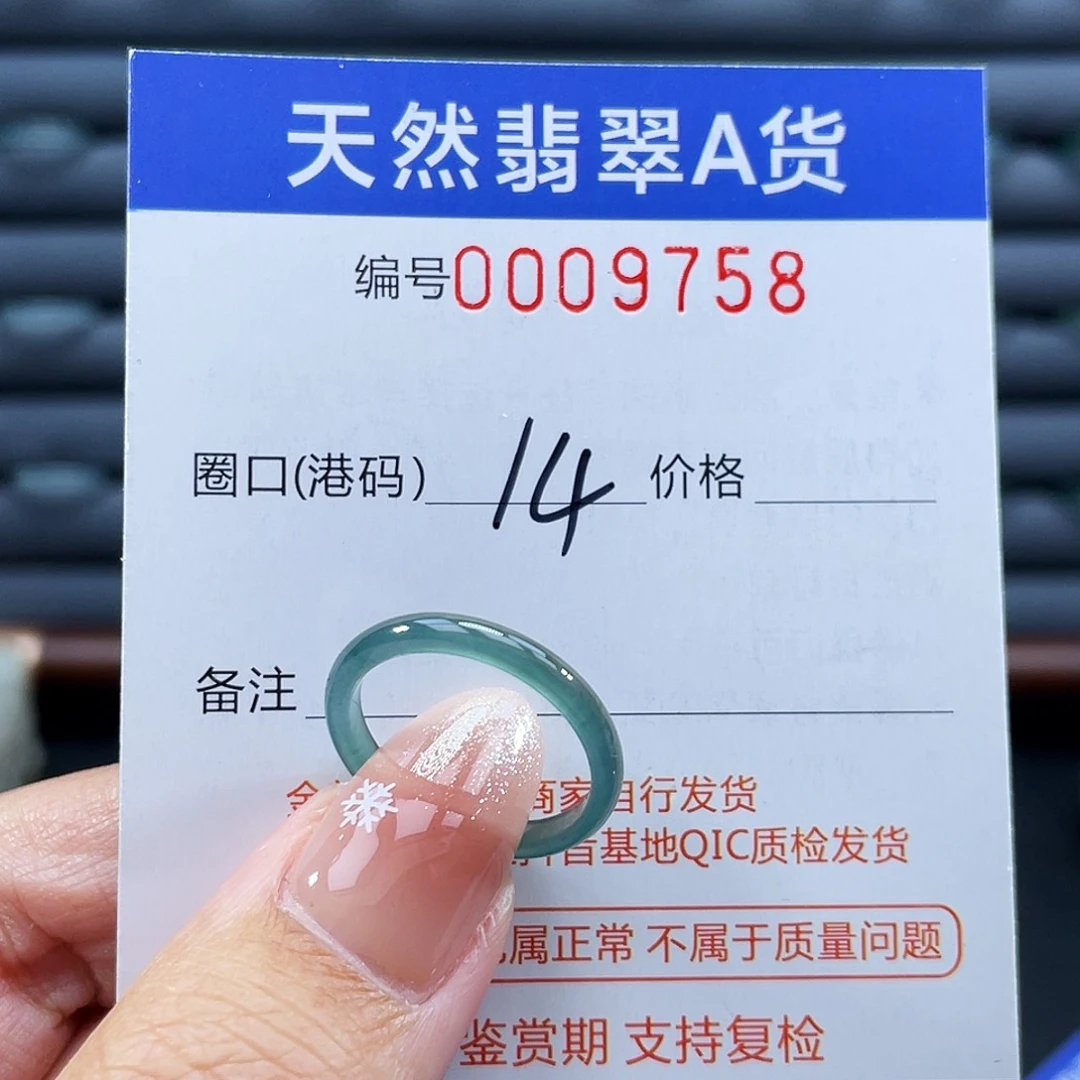 天然翡翠A货
编号0009758
圈口(港码) 14 价格
备注
商家自行发货
基地QIC质检发货
属正常 不属于质量问题
鉴赏期 支持复检